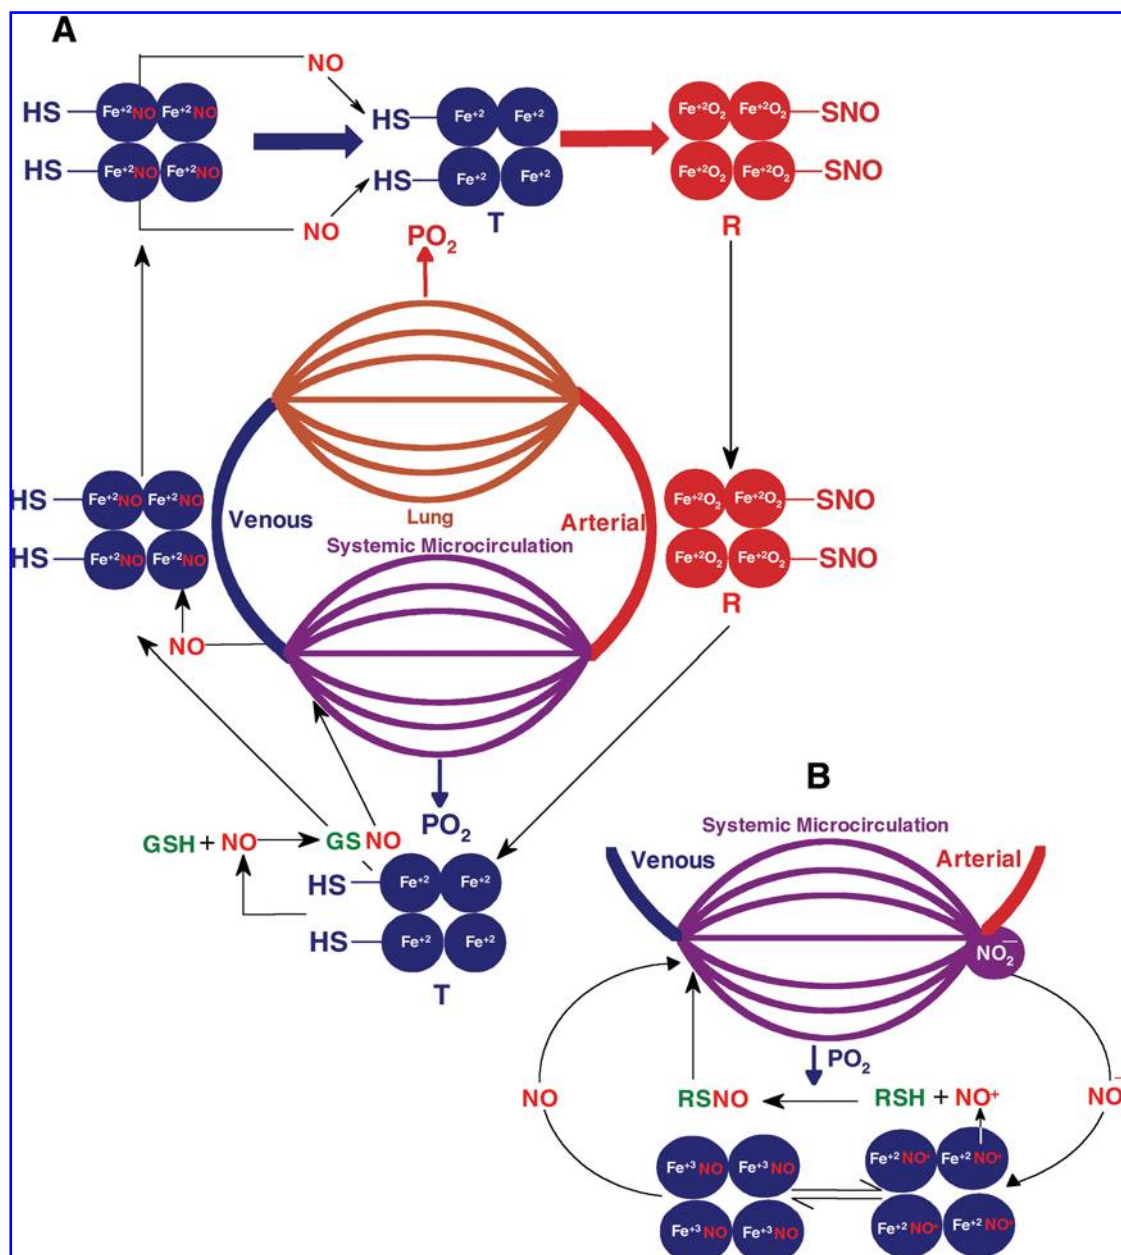 A
NO
HS Fe+2NO Fe+2NO
HS Fe+2 Fe+2
Fe+2O2 Fe+2O2 SNO
HS Fe+2NO Fe+2NO
HS Fe+2 Fe+2
Fe+2O2 Fe+2O2 SNO
NO
T
R
PO2
HS Fe+2NO Fe+2NO
Fe+2O2 Fe+2O2 SNO
Venous
Lung
Arterial
Systemic Microcirculation
HS Fe+2NO Fe+2NO
Fe+2O2 Fe+2O2 SNO
R
NO
PO2
GSH + NO GSNO
HS Fe+2 Fe+2
HS Fe+2 Fe+2
T
B
Systemic Microcirculation
Venous
Arterial
NO2−
PO2
NO
RSNO
RSH + NO+
NO−
Fe+3NO Fe+3NO
Fe+2NO+ Fe+2NO+
Fe+3NO Fe+3NO
Fe+2NO+ Fe+2NO+